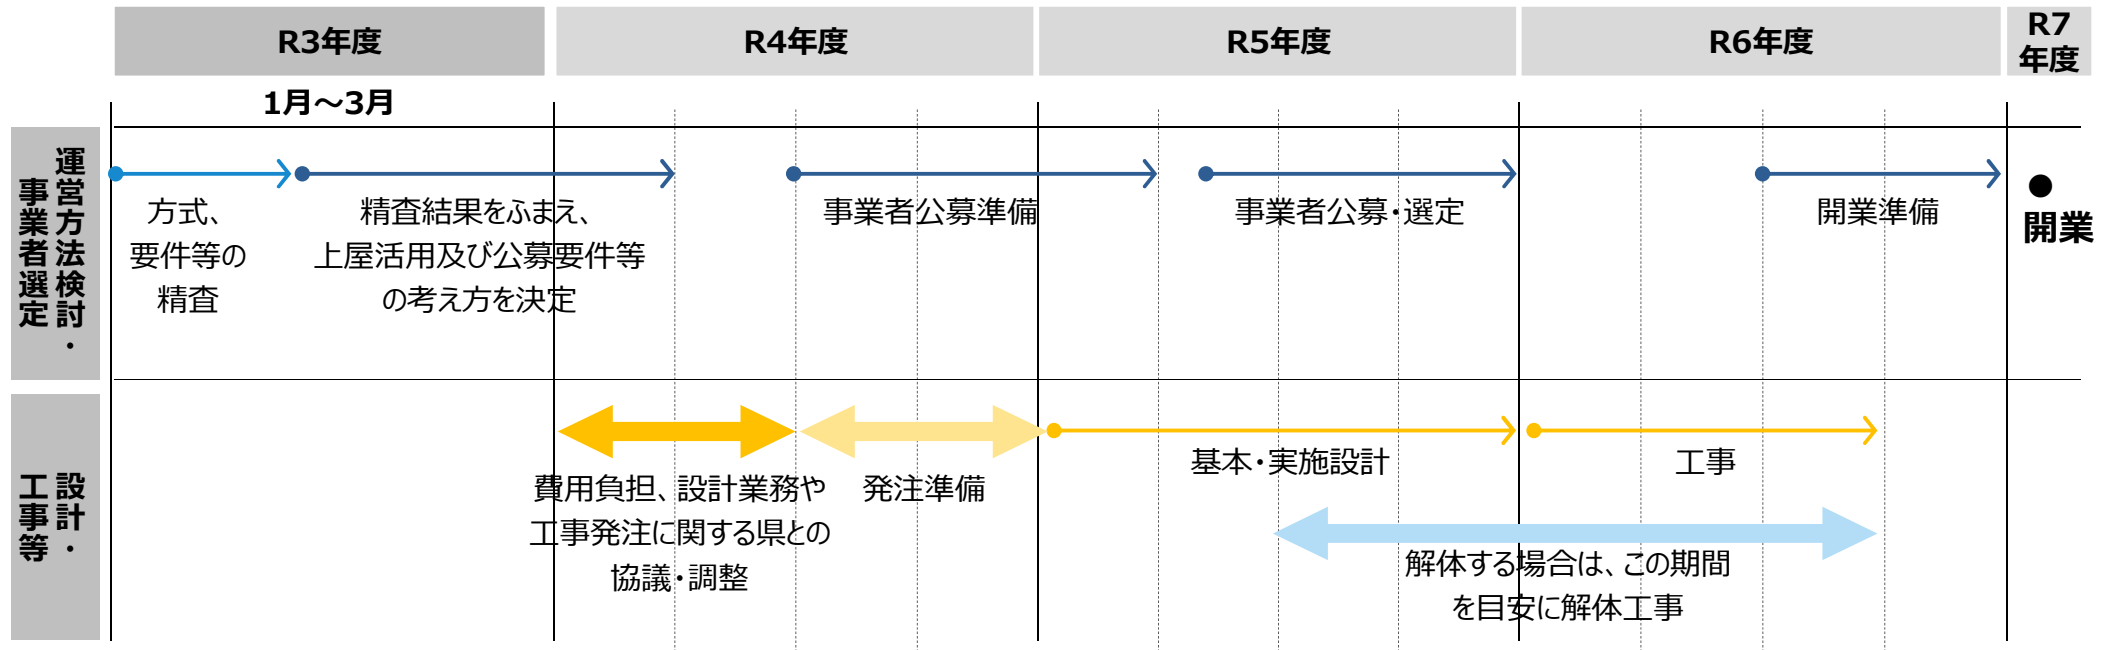 R3年度
R4年度
R5年度
R6年度
R7
年度
1月～3月
運営方法検討・
事業者選定
方式、
要件等の
精査
精査結果をふまえ、
上屋活用及び公募要件等
の考え方を決定
事業者公募準備
事業者公募・選定
開業準備
●
開業
設計・
工事等
費用負担、設計業務や
工事発注に関する県との
協議・調整
発注準備
基本・実施設計
工事
解体する場合は、この期間
を目安に解体工事